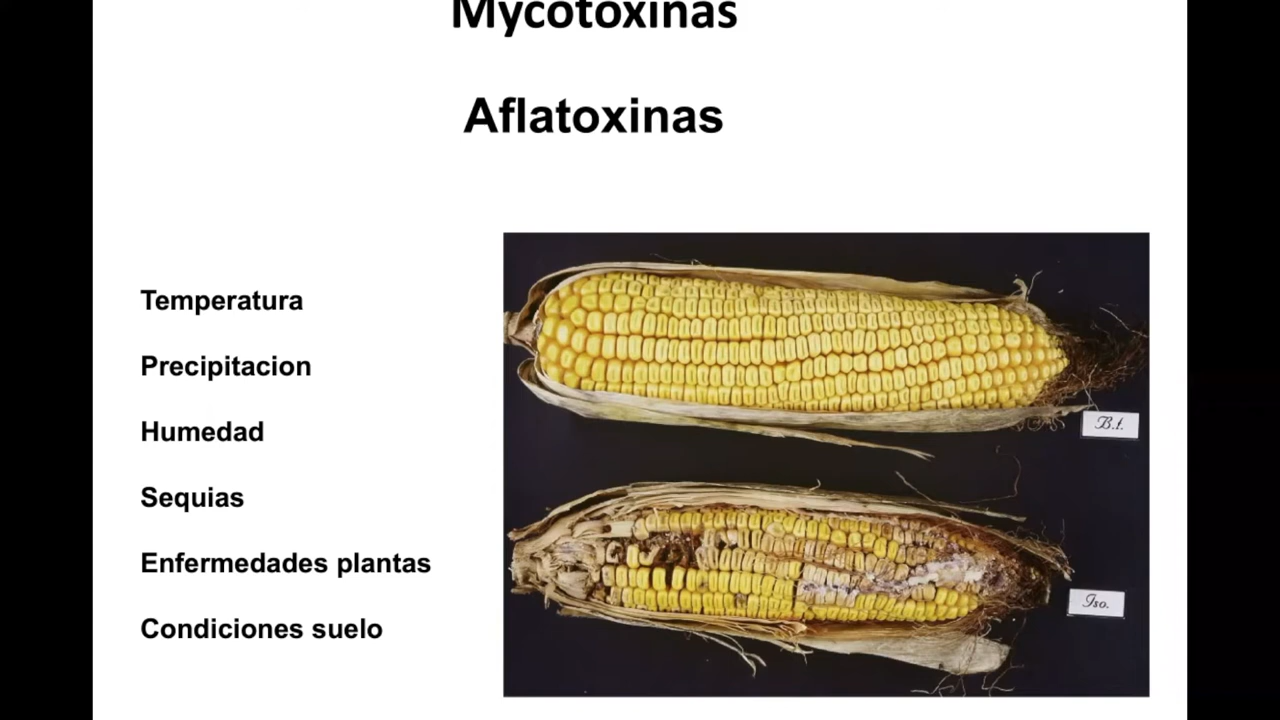 Mycotoxinas
Aflatoxinas
Temperatura
Precipitacion
Humedad
Sequias
Enfermedades plantas
Condiciones suelo
B.t.
Iso.